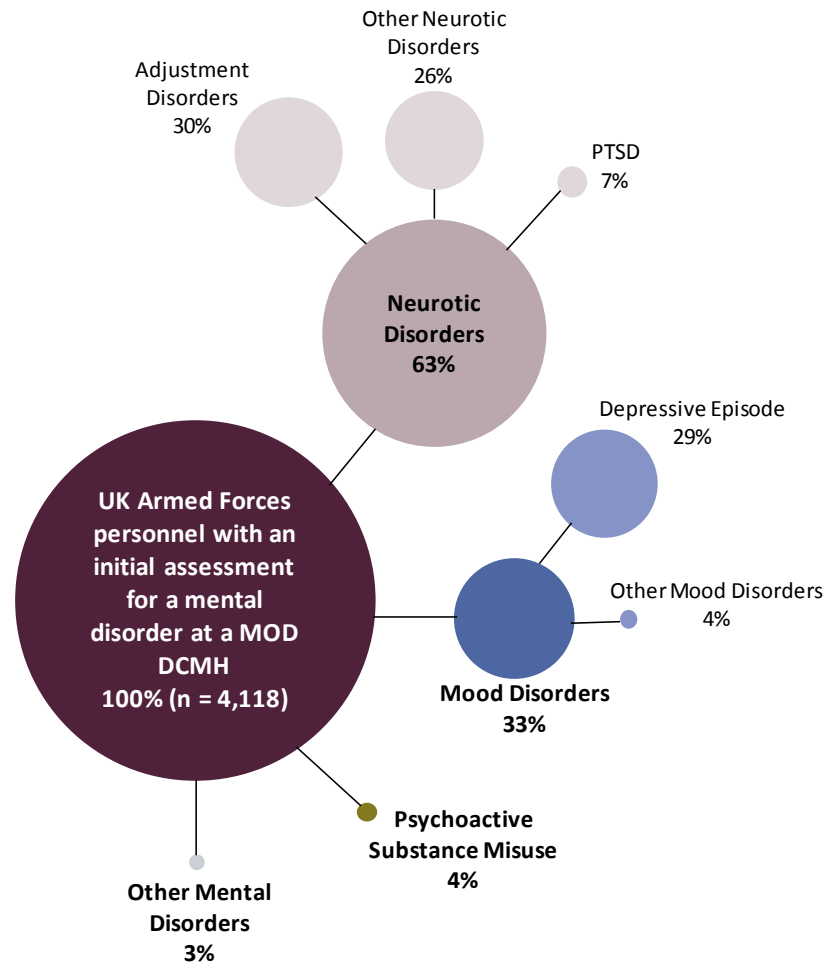 Other Neurotic
Disorders
26%
Adjustment
Disorders
30%
PTSD
7%
Neurotic
Disorders
63%
Depressive Episode
29%
UK Armed Forces
personnel with an
initial assessment
for a mental
disorder at a MOD
DCMH
100% (n = 4,118)
Other Mood Disorders
4%
Mood Disorders
33%
Psychoactive
Substance Misuse
4%
Other Mental
Disorders
3%